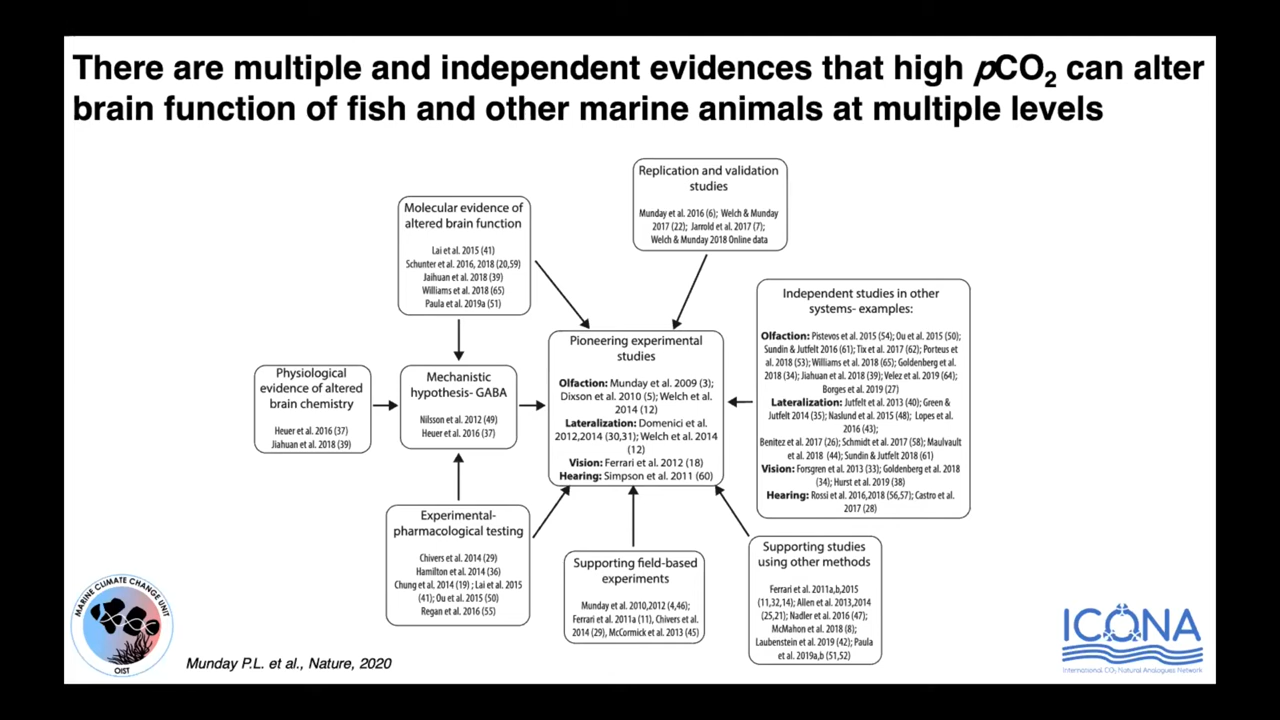 There are multiple and independent evidences that high pCO₂ can alter
brain function of fish and other marine animals at multiple levels
Replication and validation
studies
Munday et al. 2016 (6); Welch & Munday
2017 (22); Jarrold et al. 2017 (7);
Welch & Munday 2018 Online data
Molecular evidence of
altered brain function
Lai et al. 2015 (41)
Schunter et al. 2016, 2018 (20,59)
Jaihuan et al. 2018 (39)
Williams et al. 2018 (65)
Paula et al. 2019a (51)
Independent studies in other
systems- examples:
Olfaction: Pistevos et al. 2015 (54); Ou et al. 2015 (50);
Sundin & Jutfelt 2016 (61); Tix et al. 2017 (62); Porteus et
al. 2018 (53); Williams et al. 2018 (65); Goldenberg et al.
2018 (34); Jiahuan et al. 2018 (39); Velez et al. 2019 (64);
Borges et al. 2019 (27)
Lateralization: Jutfelt et al. 2013 (40); Green &
Jutfelt 2014 (35); Naslund et al. 2015 (48); Lopes et al.
2016 (43);
Benitez et al. 2017 (26); Schmidt et al. 2017 (58); Maulvault
et al. 2018 (44); Sundin & Jutfelt 2018 (61)
Vision: Forsgren et al. 2013 (33); Goldenberg et al. 2018
(34); Hurst et al. 2019 (38)
Hearing: Rossi et al. 2016,2018 (56,57); Castro et al.
2017 (28)
Pioneering experimental
studies
Olfaction: Munday et al. 2009 (3);
Dixson et al. 2010 (5); Welch et al.
2014 (12)
Lateralization: Domenici et al.
2012,2014 (30,31); Welch et al. 2014
(12)
Vision: Ferrari et al. 2012 (18)
Hearing: Simpson et al. 2011 (60)
Physiological
evidence of altered
brain chemistry
Heuer et al. 2016 (37)
Jiahuan et al. 2018 (39)
Mechanistic
hypothesis- GABA
Nilsson et al. 2012 (49)
Heuer et al. 2016 (37)
Experimental-
pharmacological testing
Chivers et al. 2014 (29)
Hamilton et al. 2014 (36)
Chung et al, 2014 (19) ; Lai et al. 2015
(41); Ou et al. 2015 (50)
Regan et al. 2016 (55)
Supporting field-based
experiments
Munday et al. 2010,2012 (4,46);
Ferrari et al. 2011a (11), Chivers et al.
2014 (29), McCormick et al. 2013 (45)
Supporting studies
using other methods
Ferrari et al. 2011a,b,2015
(11,32,14); Allen et al. 2013,2014
(25,21); Nadler et al. 2016 (47);
McMahon et al. 2018 (8);
Laubenstein et al. 2019 (42); Paula
et al. 2019a,b (51,52)
MARINE CLIMATE CHANGE UNIT
OIST
Munday P.L. et al., Nature, 2020
ICONA
International CO₂ Natural Analogues Network